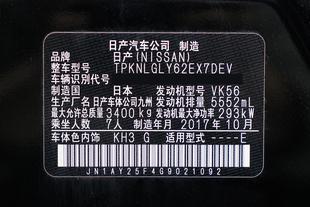 日产汽车公司 制造
品牌 日产(NISSAN)
整车型号 TPKNLGLY62EX7DEV
车辆识别代号
制造国 日本 发动机型号 VK56
生产厂名 日产车体公司九州 发动机排量 5552mL
最大允许总质量 3400 kg 发动机最大净功率 293kW
乘坐人数 7人 制造年月 2017年10月
车体色内饰 KH3 G 适用型式 ----E
JN1AY25F4G9021092